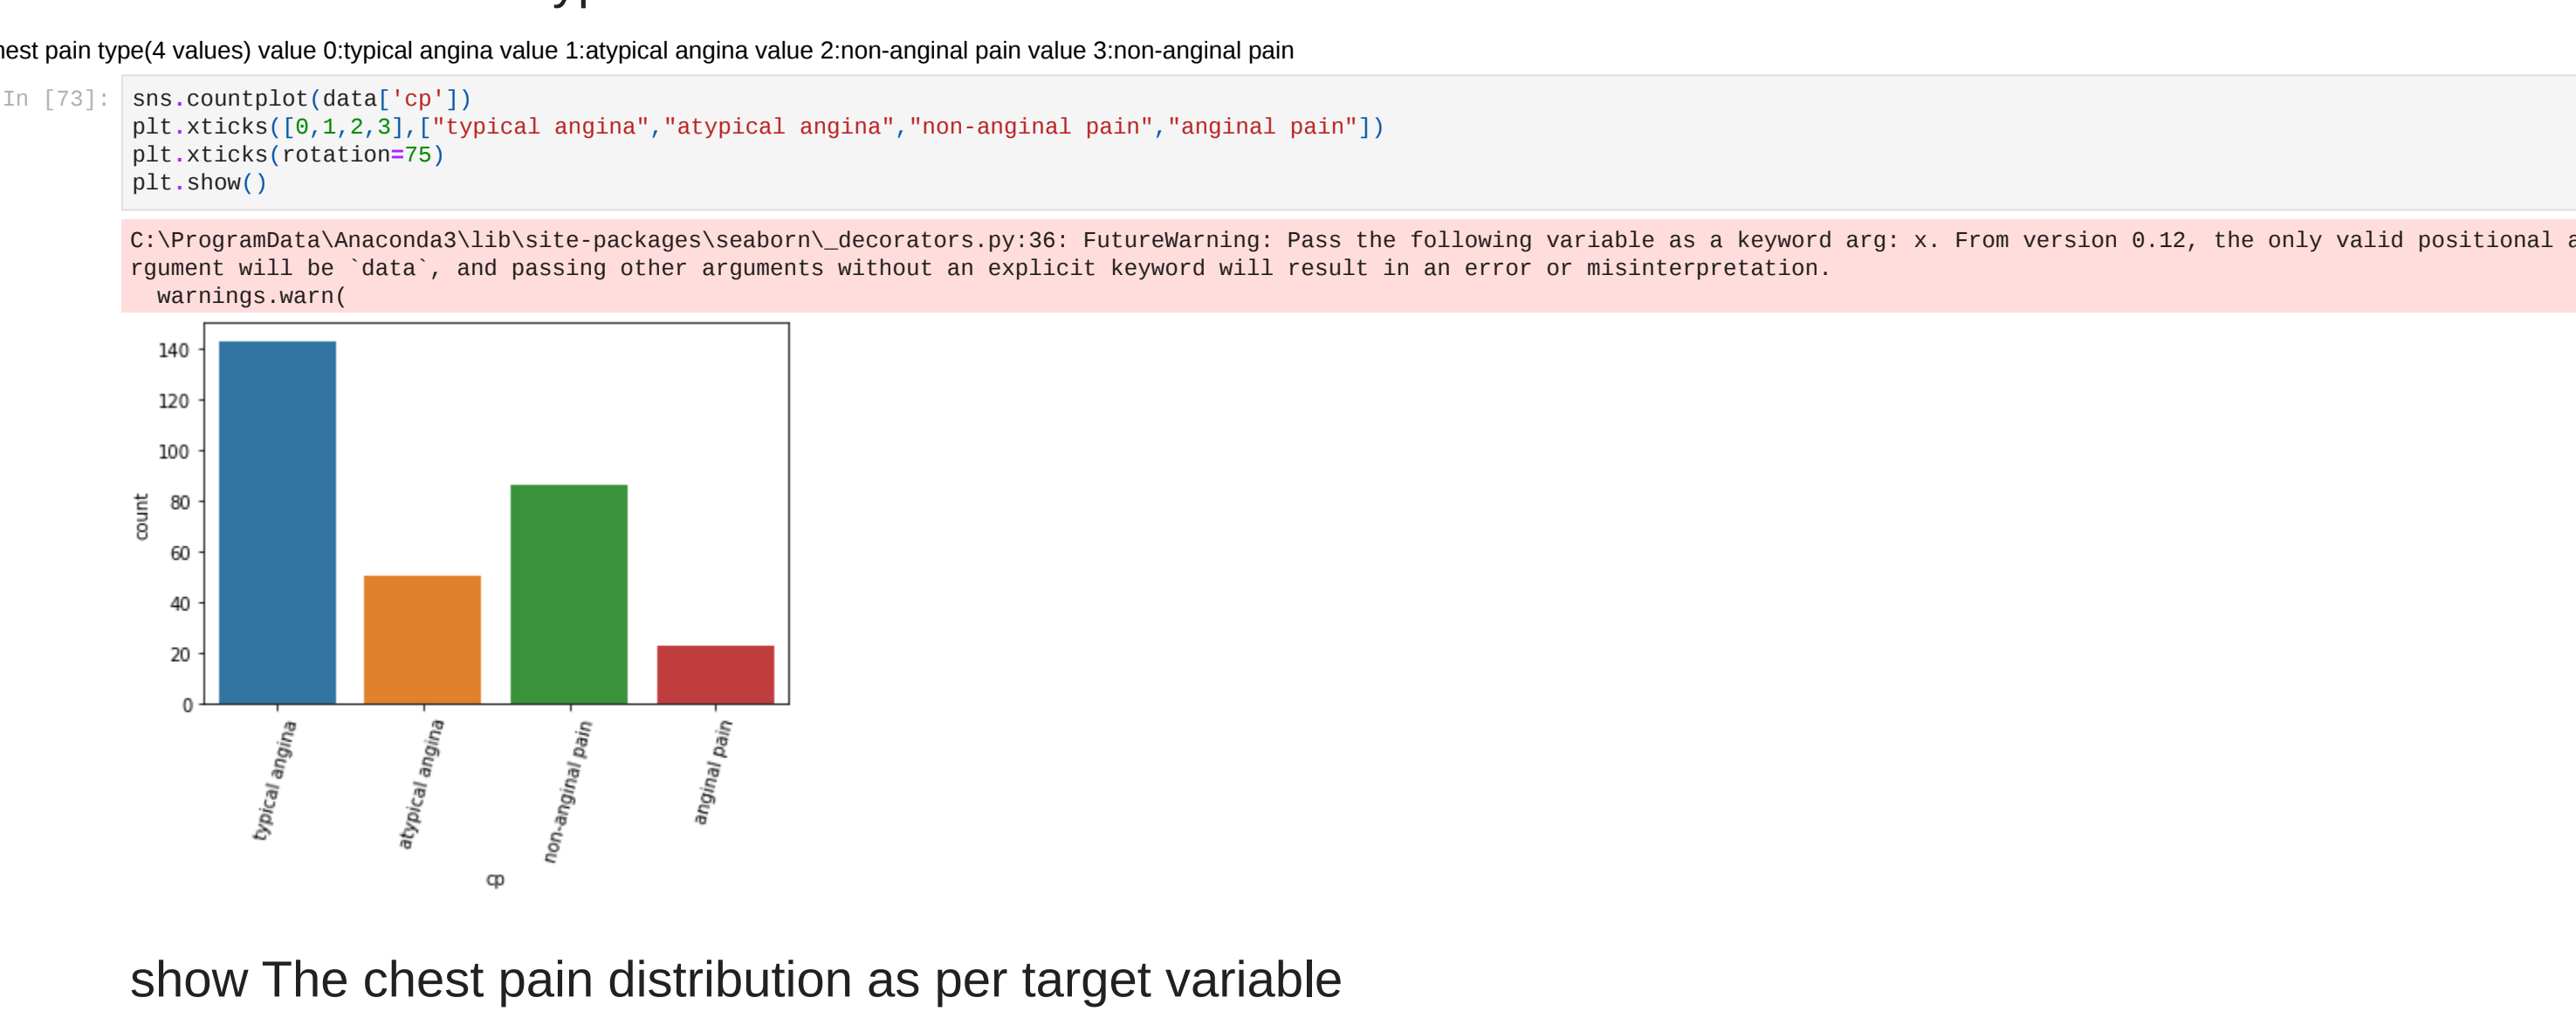 hest pain type(4 values) value 0:typical angina value 1:atypical angina value 2:non-anginal pain value 3:non-anginal pain
In [73]:
sns.countplot(data['cp'])
plt.xticks([0,1,2,3],["typical angina","atypical angina","non-anginal pain","anginal pain"])
plt.xticks(rotation=75)
plt.show()
C:\ProgramData\Anaconda3\lib\site-packages\seaborn\_decorators.py:36: FutureWarning: Pass the following variable as a keyword arg: x. From version 0.12, the only valid positional a
rgument will be `data`, and passing other arguments without an explicit keyword will result in an error or misinterpretation.
warnings.warn(
140
120
100
80
60
40
20
0
count
typical angina
atypical angina
non-anginal pain
anginal pain
cp
show The chest pain distribution as per target variable